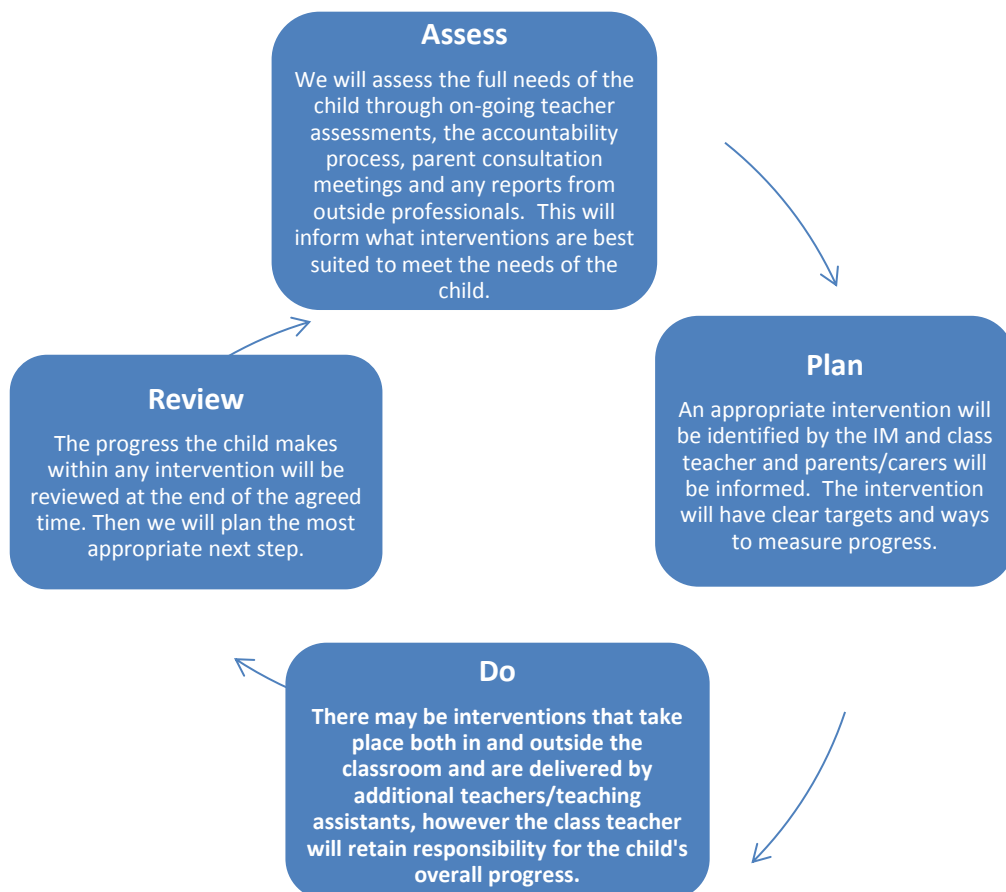 Assess
We will assess the full needs of the
child through on-going teacher
assessments, the accountability
process, parent consultation
meetings and any reports from
outside professionals.  This will
inform what interventions are best
suited to meet the needs of the
child.
Plan
An appropriate intervention will
be identified by the IM and class
teacher and parents/carers will
be informed.  The intervention
will have clear targets and ways
to measure progress.
Do
There may be interventions that take
place both in and outside the
classroom and are delivered by
additional teachers/teaching
assistants, however the class teacher
will retain responsibility for the child's
overall progress.
Review
The progress the child makes
within any intervention will be
reviewed at the end of the agreed
time. Then we will plan the most
appropriate next step.